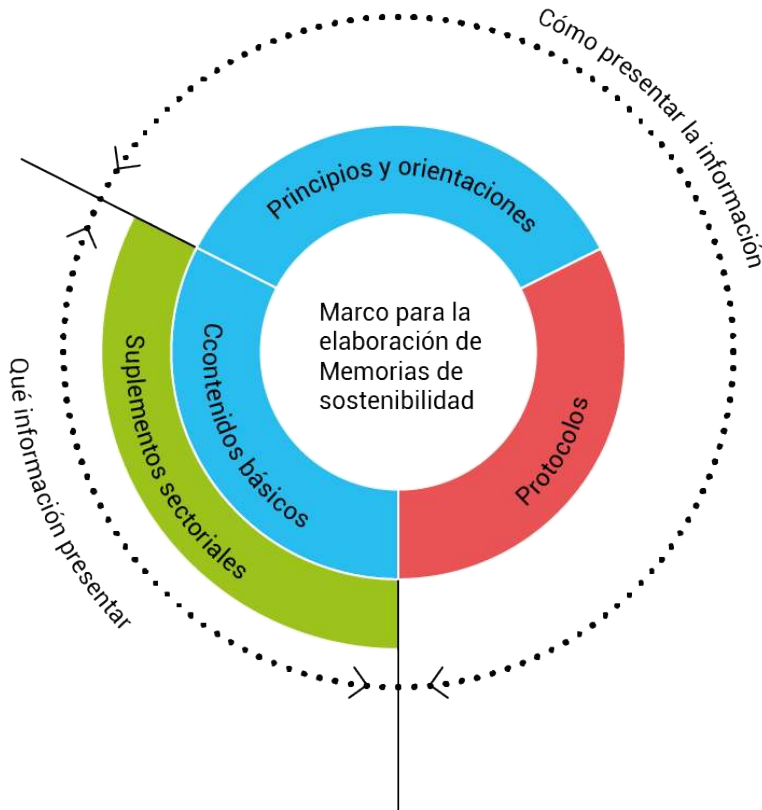 Cómo presentar la información
Principios y orientaciones
Marco para la
elaboración de
Memorias de
sostenibilidad
Ccontenidos básicos
Suplementos sectoriales
Protocolos
Qué información presentar